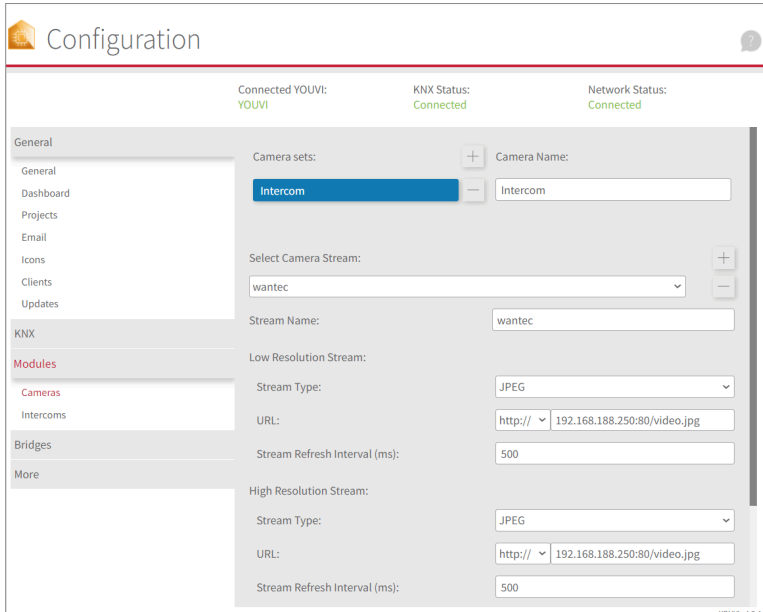 Configuration
?
Connected YOUVI:
YOUVI
KNX Status:
Connected
Network Status:
Connected
General
General
Dashboard
Projects
Email
Icons
Clients
Updates
KNX
Modules
Cameras
Intercoms
Bridges
More
Camera sets:
+
Camera Name:
Intercom
−
Intercom
Select Camera Stream:
+
wantec
−
Stream Name:
wantec
Low Resolution Stream:
Stream Type:
JPEG
URL:
http://
192.168.188.250:80/video.jpg
Stream Refresh Interval (ms):
500
High Resolution Stream:
Stream Type:
JPEG
URL:
http://
192.168.188.250:80/video.jpg
Stream Refresh Interval (ms):
500